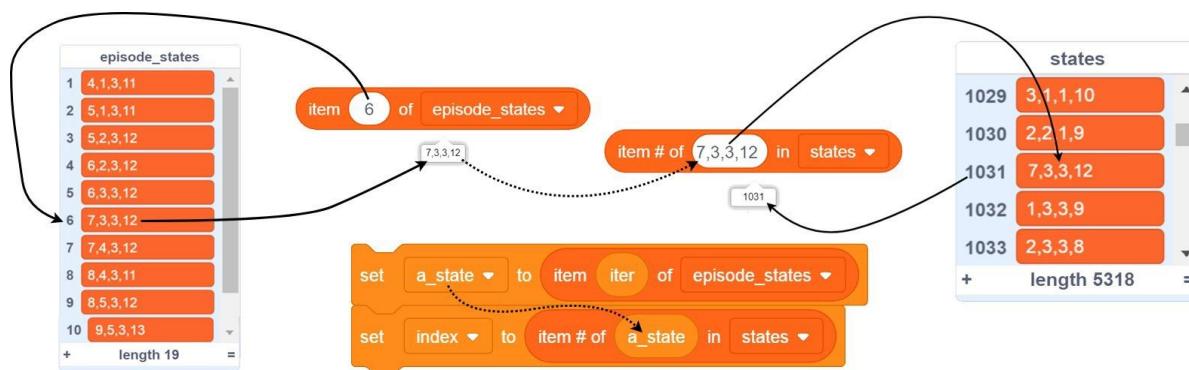 episode_states
1 4,1,3,11
2 5,1,3,11
3 5,2,3,12
4 6,2,3,12
5 6,3,3,12
6 7,3,3,12
7 7,4,3,12
8 8,4,3,11
9 8,5,3,12
10 9,5,3,13
+ length 19 =
item 6 of episode_states
7,3,3,12
item # of 7,3,3,12 in states
1031
states
1029 3,1,1,10
1030 2,2,1,9
1031 7,3,3,12
1032 1,3,3,9
1033 2,3,3,8
+ length 5318 =
set a_state to item iter of episode_states
set index to item # of a_state in states